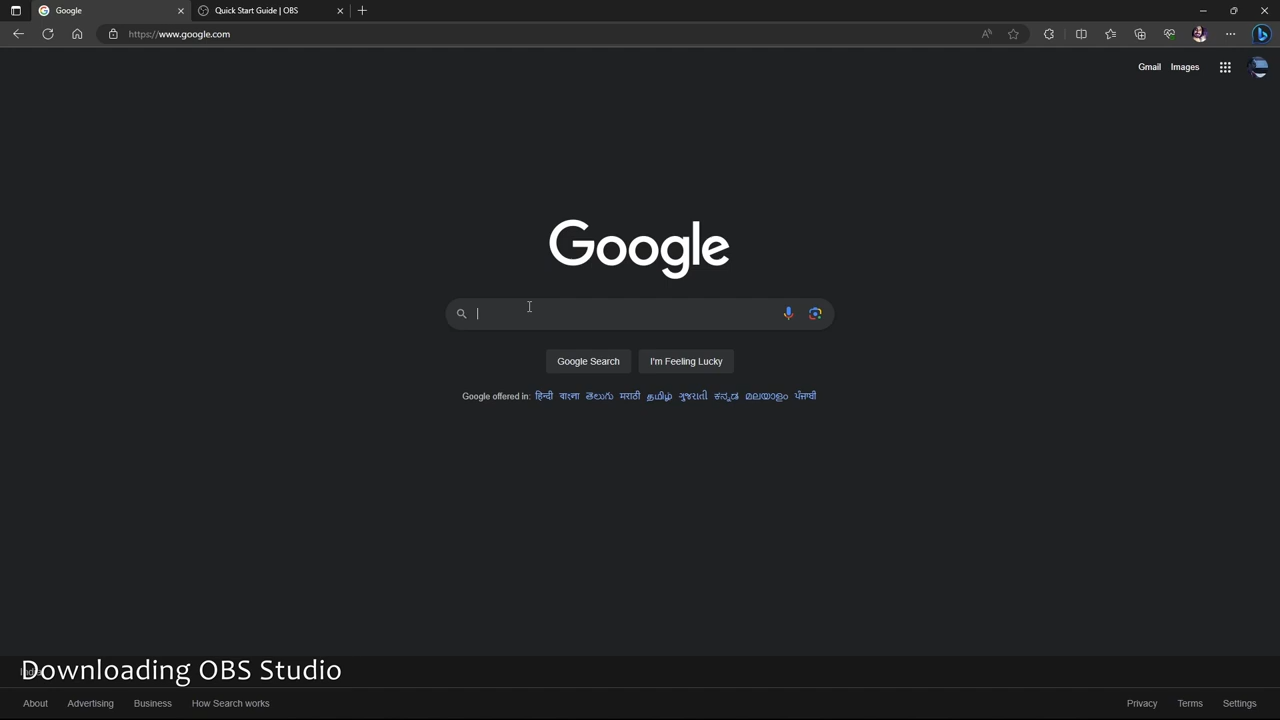 Google
Quick Start Guide | OBS
https://www.google.com
Gmail
Images
Google
Google Search
I'm Feeling Lucky
Google offered in: हिन्दी বাংলা తెలుగు मराठी தமிழ் ગુજરાતી ಕನ್ನಡ മലയാളം ਪੰਜਾਬੀ
India
Downloading OBS Studio
About
Advertising
Business
How Search works
Privacy
Terms
Settings